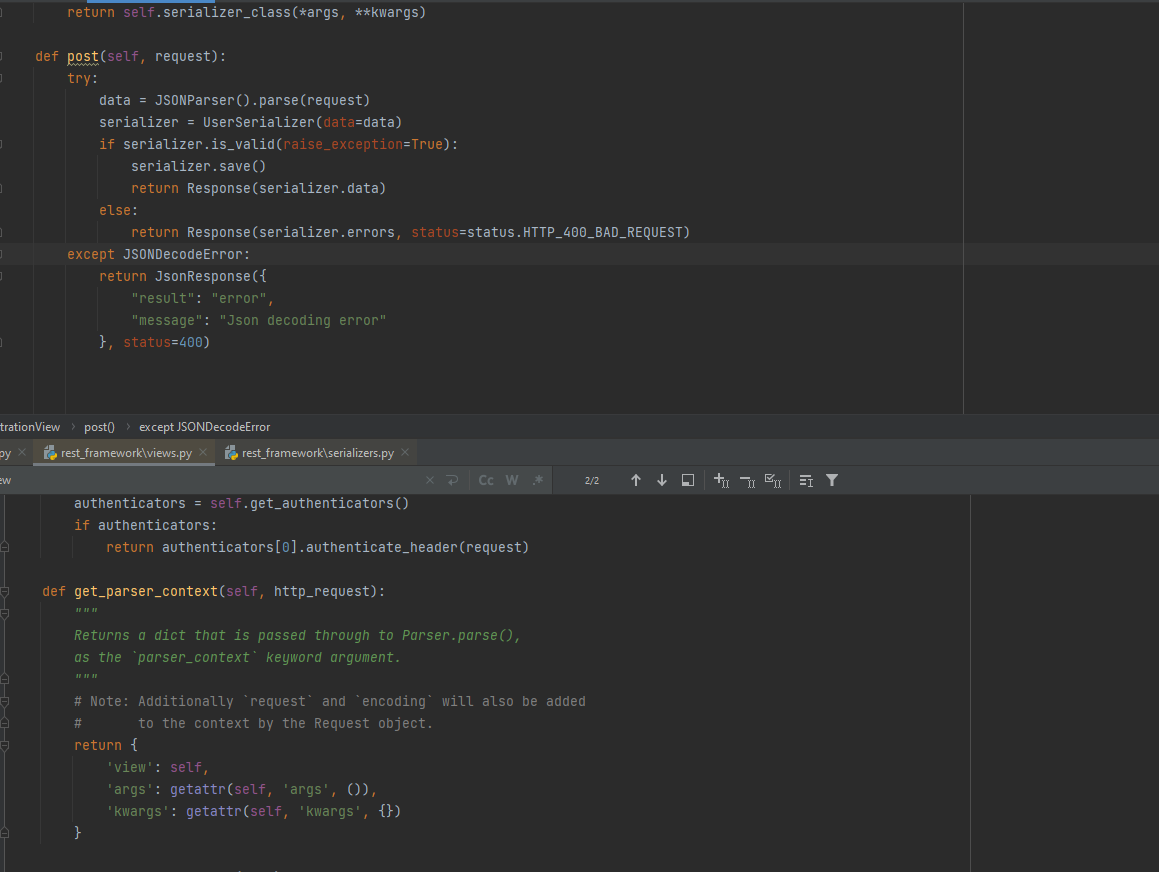 return self.serializer_class(*args, **kwargs)
def post(self, request):
try:
data = JSONParser().parse(request)
serializer = UserSerializer(data=data)
if serializer.is_valid(raise_exception=True):
serializer.save()
return Response(serializer.data)
else:
return Response(serializer.errors, status=status.HTTP_400_BAD_REQUEST)
except JSONDecodeError:
return JsonResponse({
"result": "error",
"message": "Json decoding error"
}, status=400)
trationView post() except JSONDecodeError
py rest_framework\views.py rest_framework\serializers.py
ew Cc W .* 2/2
authenticators = self.get_authenticators()
if authenticators:
return authenticators[0].authenticate_header(request)
def get_parser_context(self, http_request):
"""
Returns a dict that is passed through to Parser.parse(),
as the `parser_context` keyword argument.
"""
# Note: Additionally `request` and `encoding` will also be added
# to the context by the Request object.
return {
'view': self,
'args': getattr(self, 'args', ()),
'kwargs': getattr(self, 'kwargs', {})
}